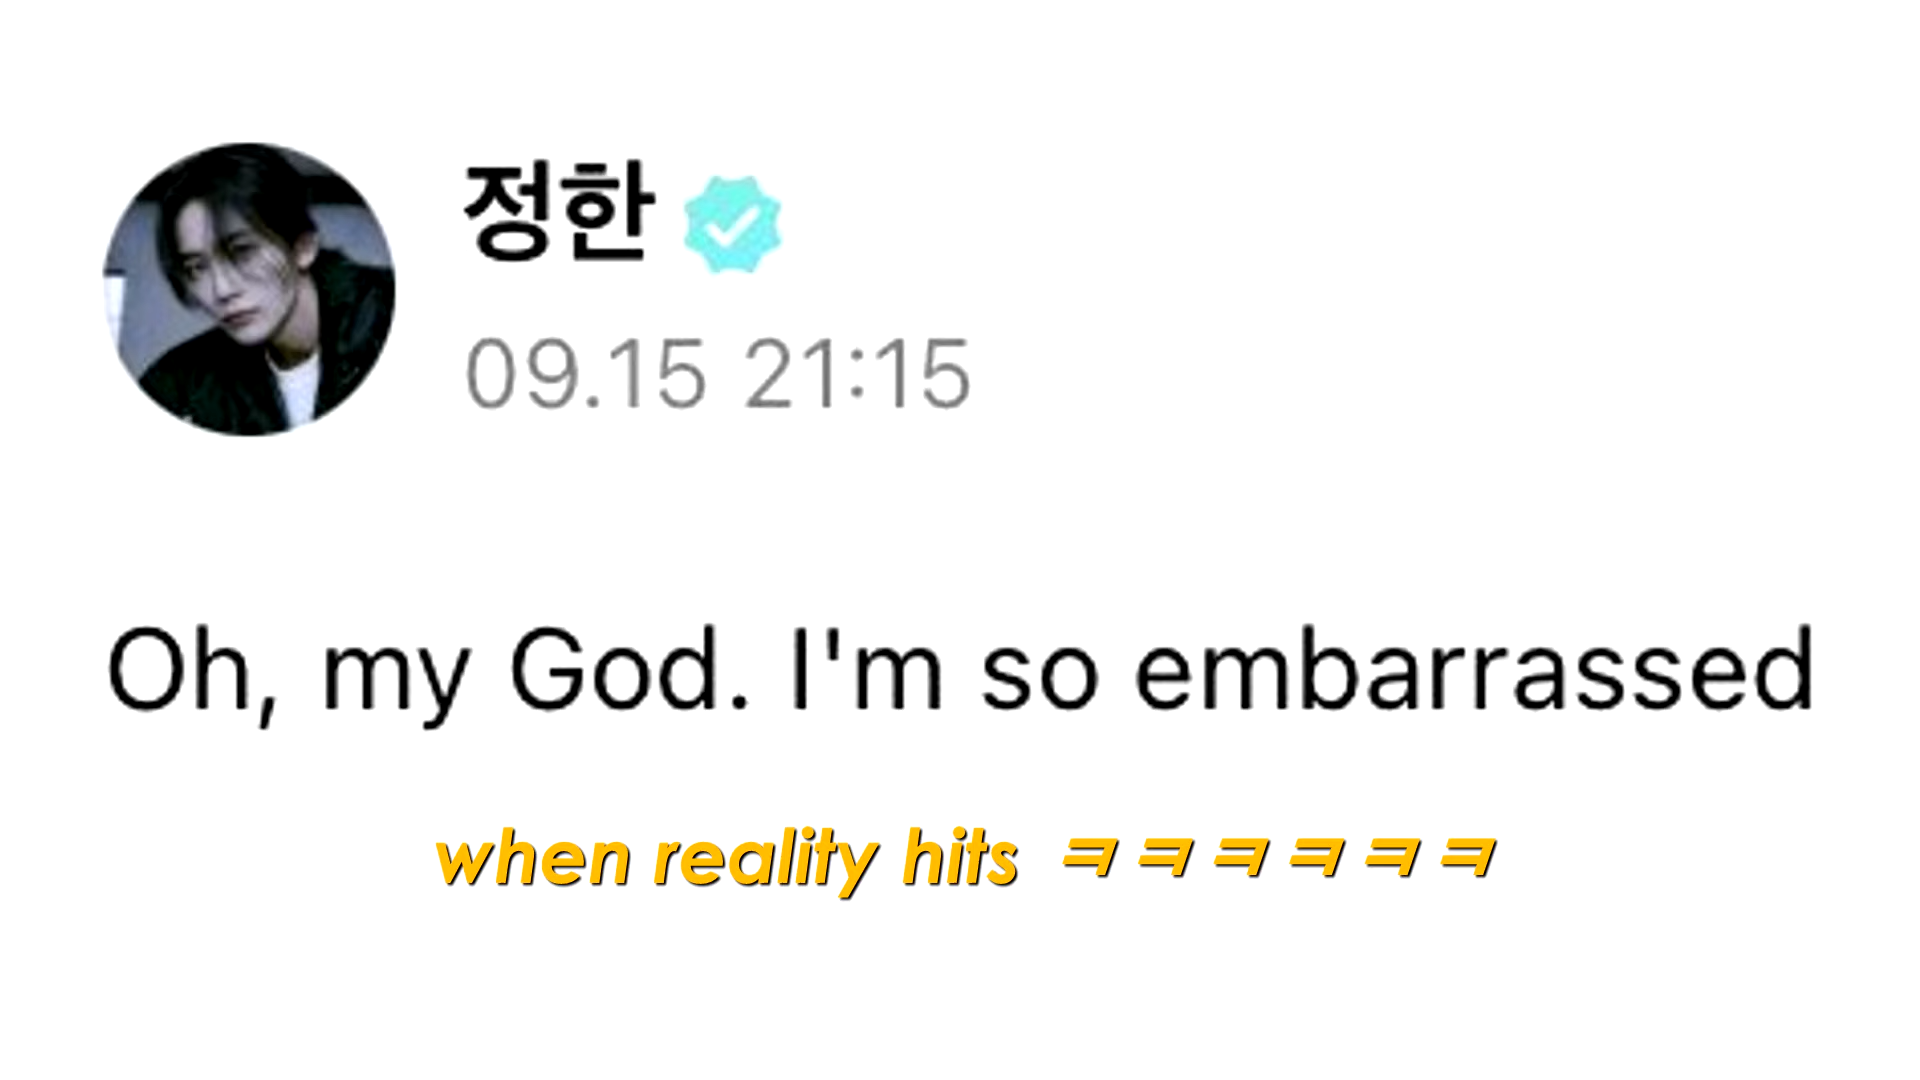 정한
09.15 21:15
Oh, my God. I'm so embarrassed
when reality hits ㅋㅋㅋㅋㅋㅋ